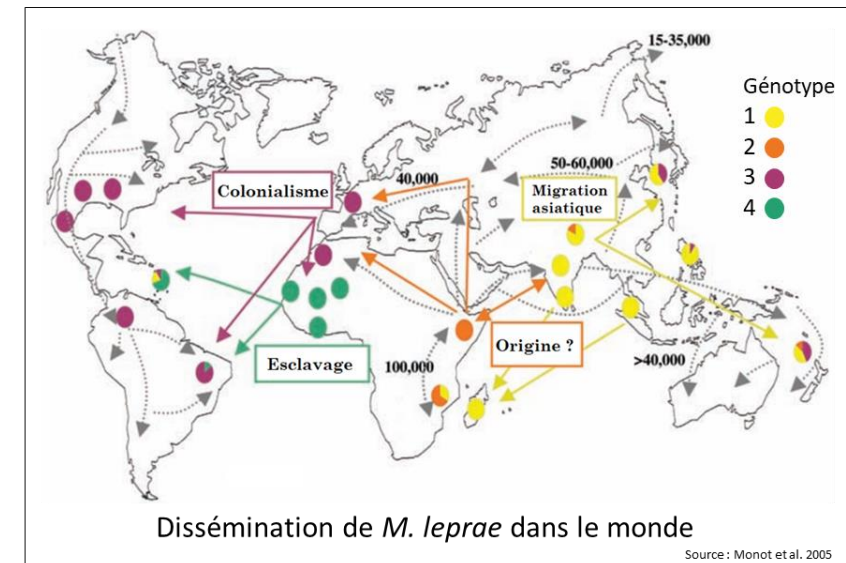 15-35,000
Génotype
1
2
3
4
50-60,000
40,000
Colonialisme
Migration
asiatique
Esclavage
Origine ?
100,000
>40,000
Dissémination de M. leprae dans le monde
Source : Monot et al. 2005